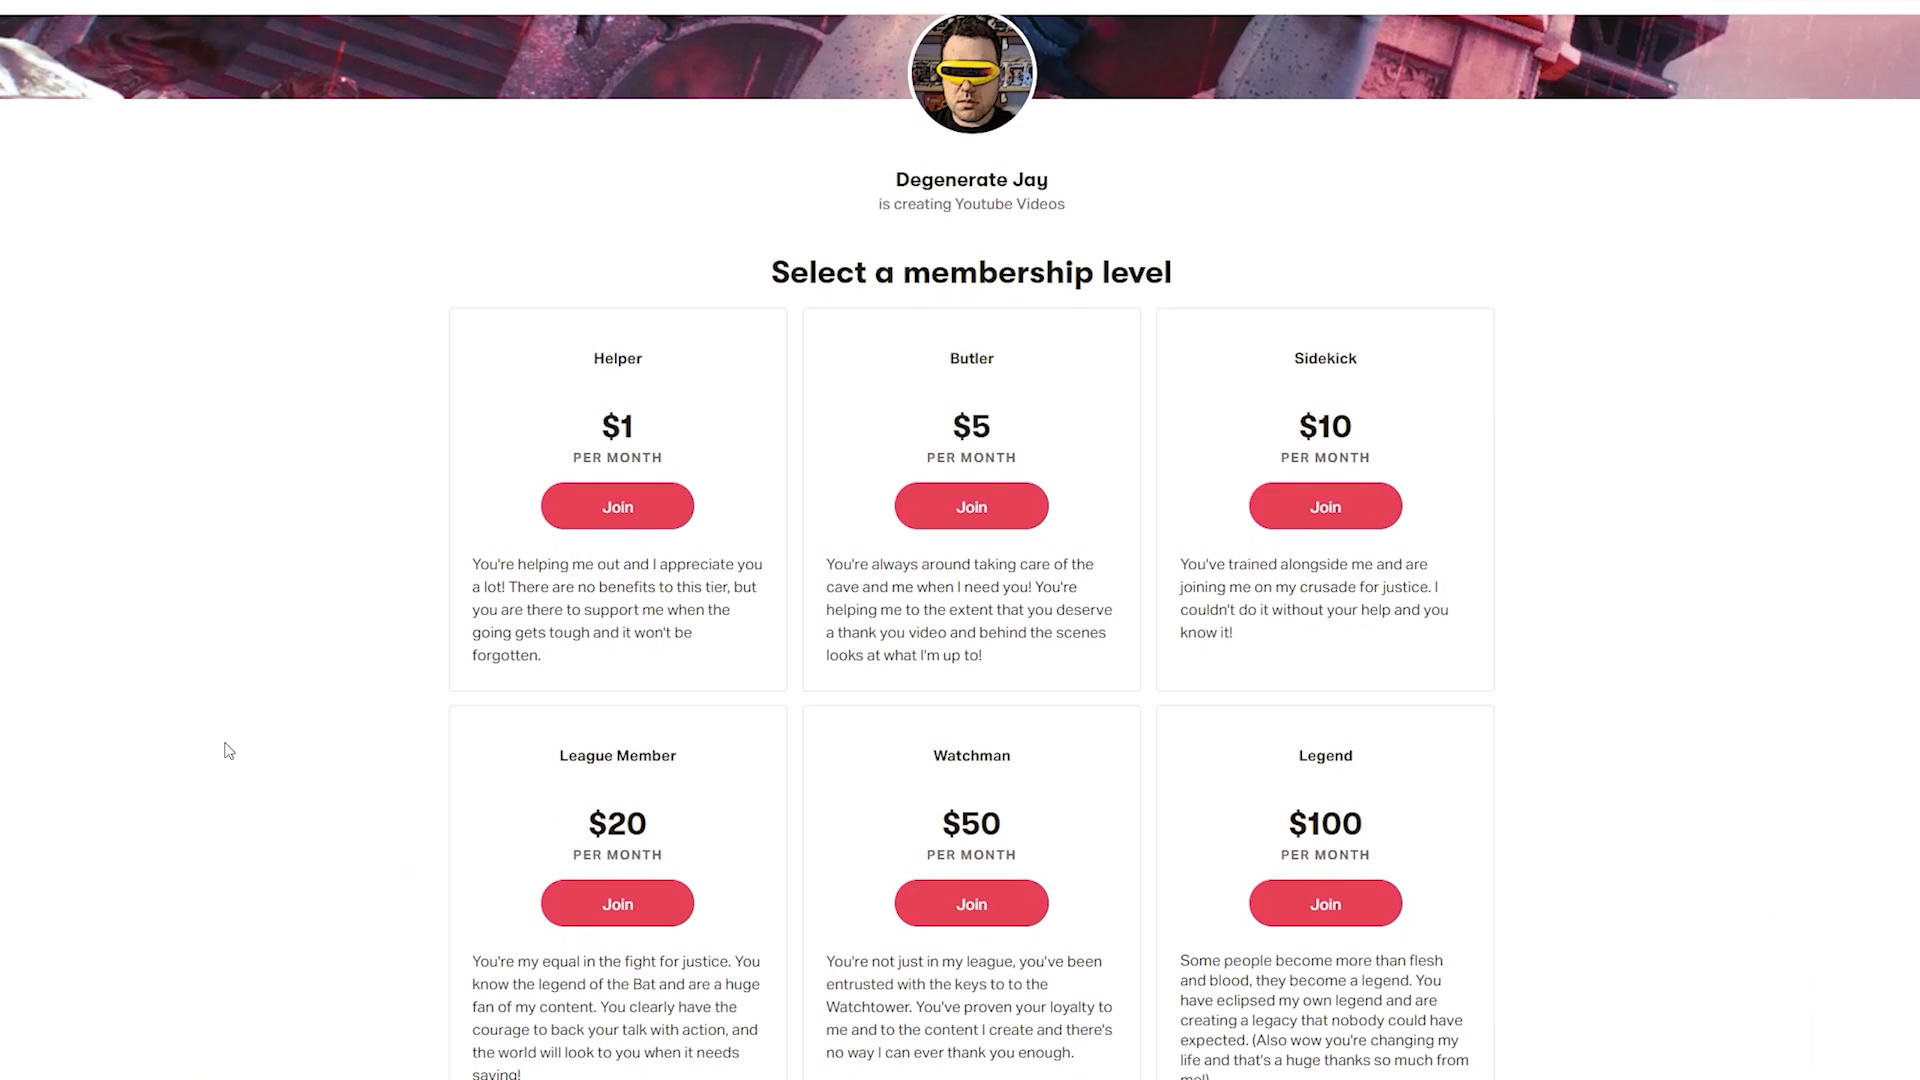 Degenerate Jay
is creating Youtube Videos
Select a membership level
Helper
$1
PER MONTH
Join
You're helping me out and I appreciate you
a lot! There are no benefits to this tier, but
you are there to support me when the
going gets tough and it won't be
forgotten.
Butler
$5
PER MONTH
Join
You're always around taking care of the
cave and me when I need you! You're
helping me to the extent that you deserve
a thank you video and behind the scenes
looks at what I'm up to!
Sidekick
$10
PER MONTH
Join
You've trained alongside me and are
joining me on my crusade for justice. I
couldn't do it without your help and you
know it!
League Member
$20
PER MONTH
Join
You're my equal in the fight for justice. You
know the legend of the Bat and are a huge
fan of my content. You clearly have the
courage to back your talk with action, and
the world will look to you when it needs
saving!
Watchman
$50
PER MONTH
Join
You're not just in my league, you've been
entrusted with the keys to to the
Watchtower. You've proven your loyalty to
me and to the content I create and there's
no way I can ever thank you enough.
Legend
$100
PER MONTH
Join
Some people become more than flesh
and blood, they become a legend. You
have eclipsed my own legend and are
creating a legacy that nobody could have
expected. (Also wow you're changing my
life and that's a huge thanks so much from
me!)